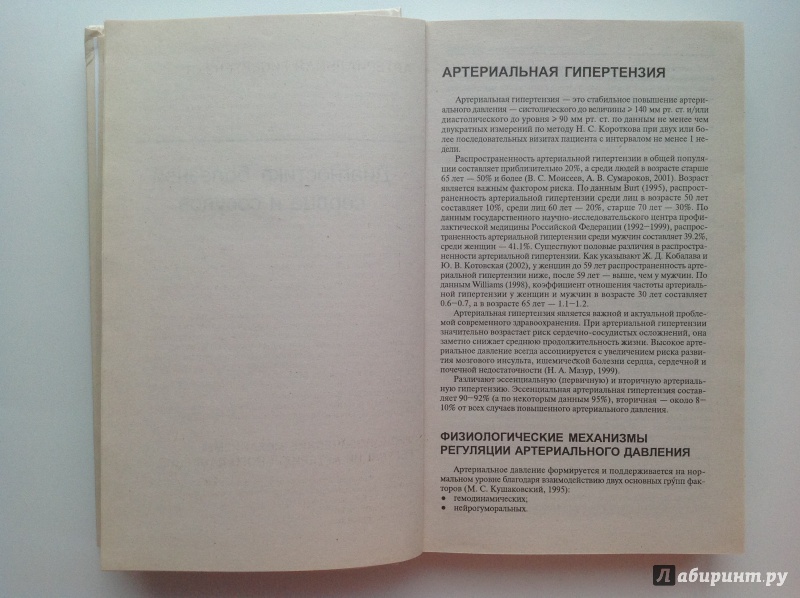 АРТЕРИАЛЬНАЯ ГИПЕРТЕНЗИЯ
Артериальная гипертензия — это стабильное повышение артери-
ального давления — систолического до величины ⩾ 140 мм рт. ст. и/или
диастолического до уровня ⩾ 90 мм рт. ст. по данным не менее чем
двукратных измерений по методу Н. С. Короткова при двух или бо-
лее последовательных визитах пациента с интервалом не менее 1 не-
дели.
Распространенность артериальной гипертензии в общей популя-
ции составляет приблизительно 20%, а среди лиц в возрасте старше
65 лет — 50% и более (В. С. Моисеев, А. В. Сумароков, 2001). Возраст
является важным фактором риска. По данным Burt (1995), распрост-
раненность артериальной гипертензии среди лиц в возрасте 50 лет
составляет 10%, среди лиц 60 лет — 20%, старше 70 лет — 30%. По
данным государственного научно-исследовательского центра профи-
лактической медицины Российской Федерации (1992–1999), распрост-
раненность артериальной гипертензии среди мужчин составляет 39.2%,
среди женщин — 41.1%. Существуют половые различия в распростра-
ненности артериальной гипертензии. Как указывают Ж. Д. Кобалава и
Ю. В. Котовская (2002), у женщин до 59 лет распространенность арте-
риальной гипертензии ниже, после 59 лет — выше, чем у мужчин. По
данным Williams (1998), коэффициент отношения частоты артериаль-
ной гипертензии у женщин и мужчин в возрасте 30 лет составляет
0.6–0.7, а в возрасте 65 лет — 1.1–1.2.
Артериальная гипертензия является важной и актуальной пробле-
мой современного здравоохранения. При артериальной гипертензии
значительно возрастает риск сердечно-сосудистых осложнений, она
заметно снижает среднюю продолжительность жизни. Высокое арте-
риальное давление всегда ассоциируется с увеличением риска разви-
тия мозгового инсульта, ишемической болезни сердца, сердечной и
почечной недостаточности (Н. А. Мазур, 1999).
Различают эссенциальную (первичную) и вторичную артериаль-
ную гипертензию. Эссенциальная артериальная гипертензия составля-
ет 90–92% (а по некоторым данным 95%), вторичная — около 8–
10% от всех случаев повышенного артериального давления.
ФИЗИОЛОГИЧЕСКИЕ МЕХАНИЗМЫ
РЕГУЛЯЦИИ АРТЕРИАЛЬНОГО ДАВЛЕНИЯ
Артериальное давление формируется и поддерживается на нор-
мальном уровне благодаря взаимодействию двух основных групп фак-
торов (М. С. Кушаковский, 1995):
• гемодинамических;
• нейрогуморальных.
Лабиринт.ру